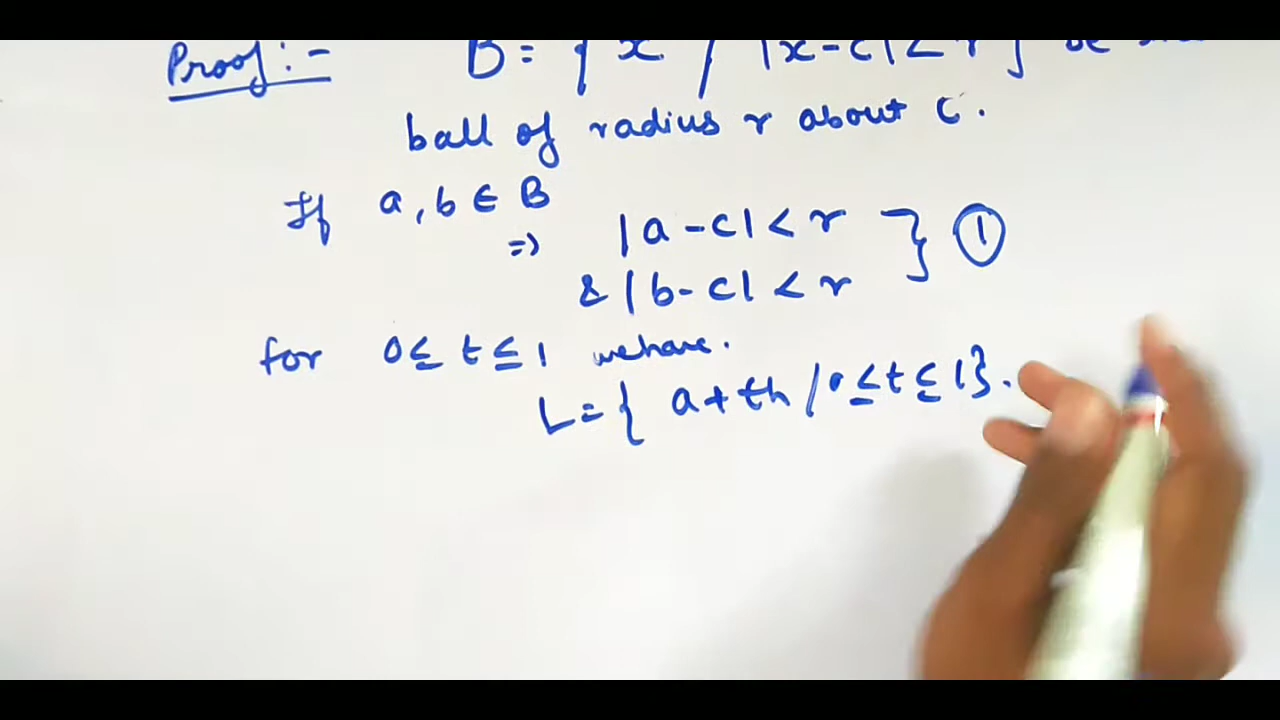 Proof :- B = { x / |x-c| < r } be the
ball of radius r about c.
If a, b ∈ B
=> |a - c| < r } ①
& |b - c| < r
for 0 ≤ t ≤ 1 we have.
L = { a + th / 0 ≤ t ≤ 1 }.